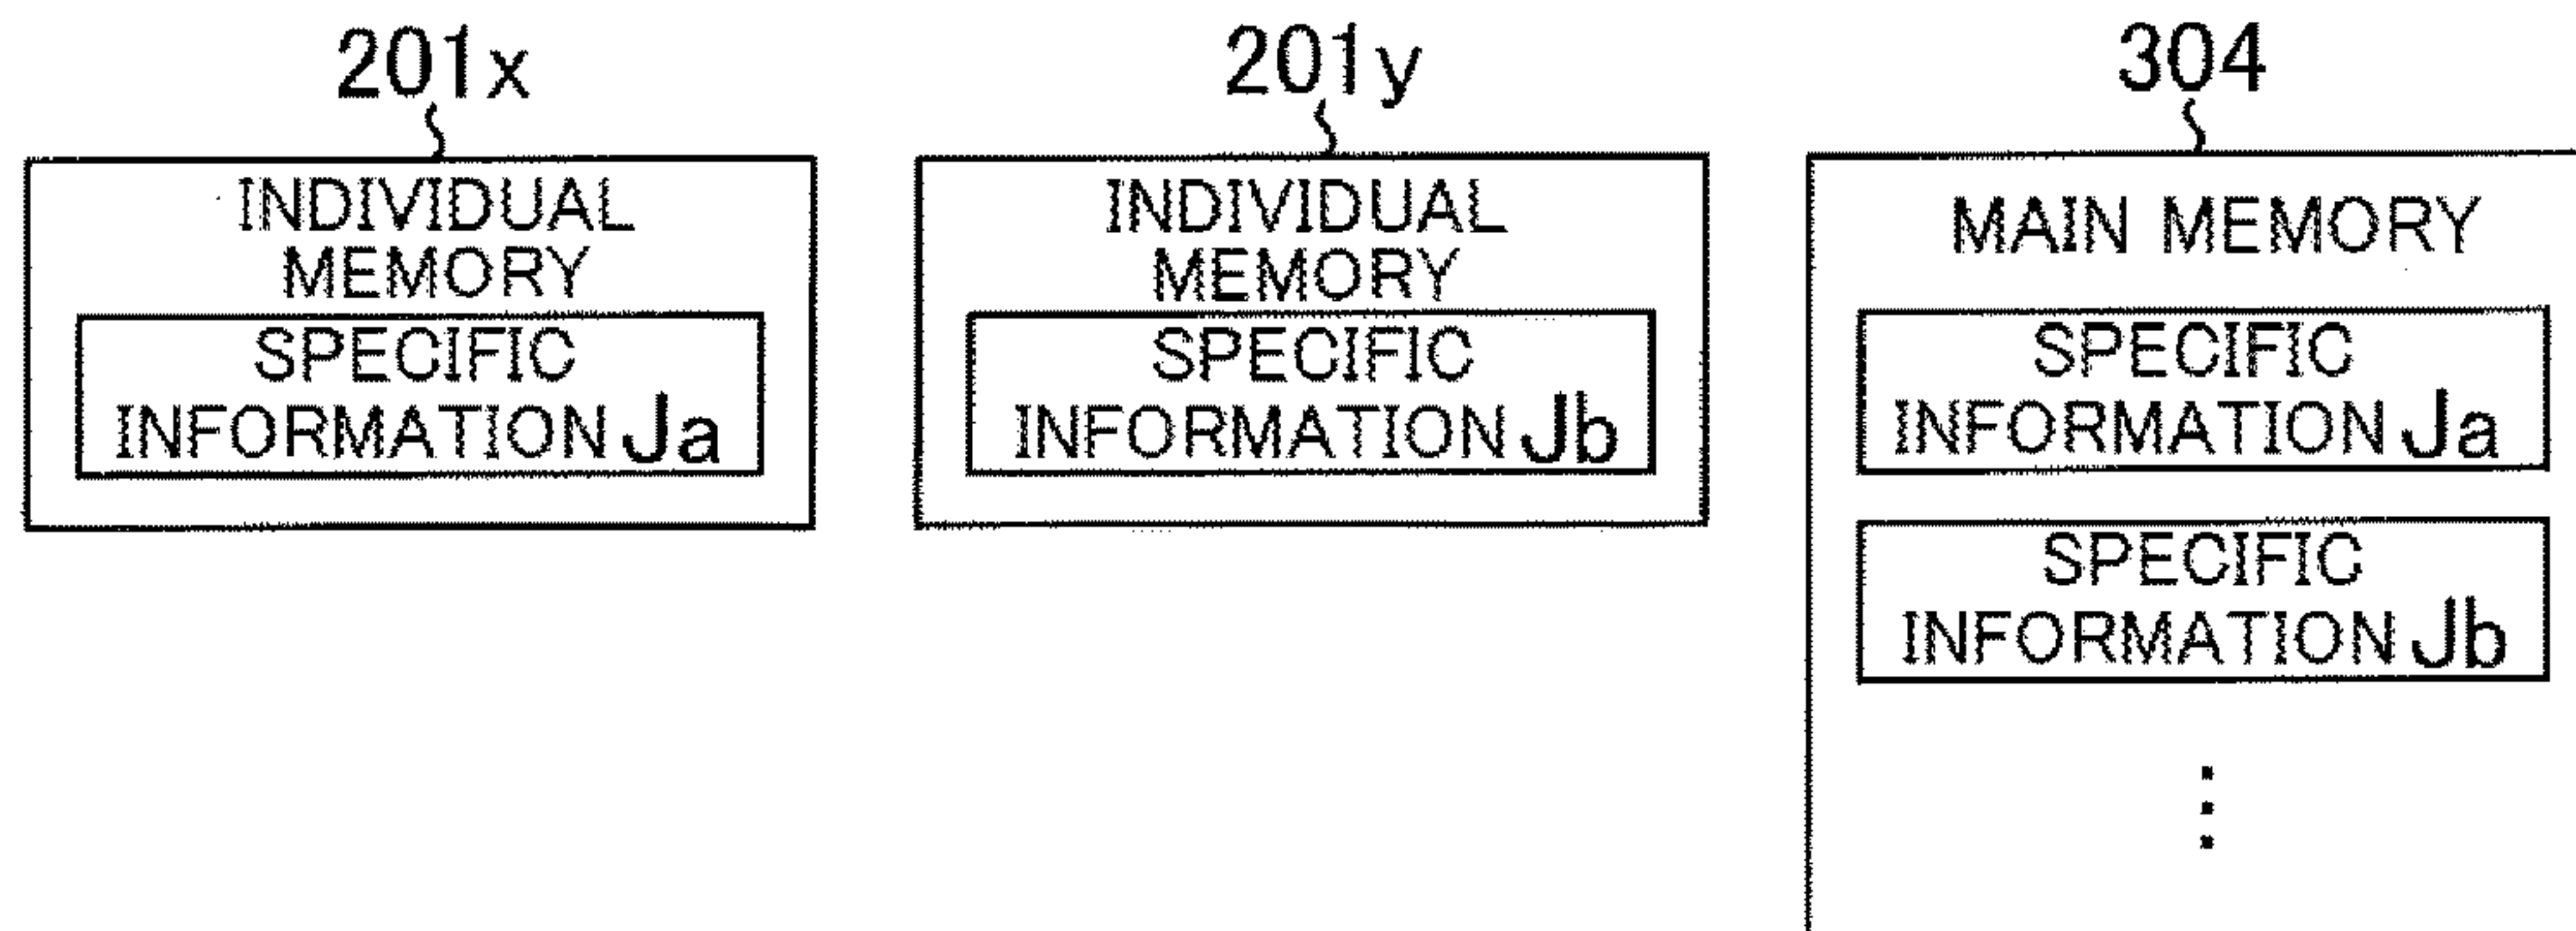 201x
INDIVIDUAL
MEMORY
SPECIFIC
INFORMATION Ja
201y
INDIVIDUAL
MEMORY
SPECIFIC
INFORMATION Jb
304
MAIN MEMORY
SPECIFIC
INFORMATION Ja
SPECIFIC
INFORMATION Jb
⋮